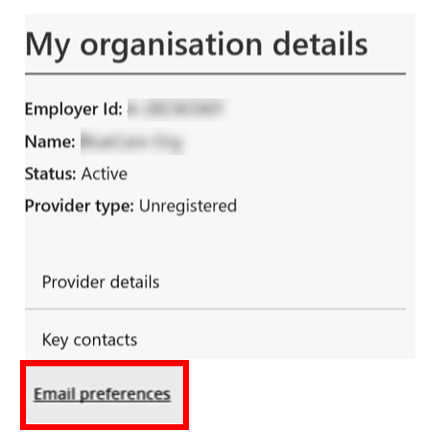 My organisation details
Employer Id:
Name:
Status: Active
Provider type: Unregistered
Provider details
Key contacts
Email preferences